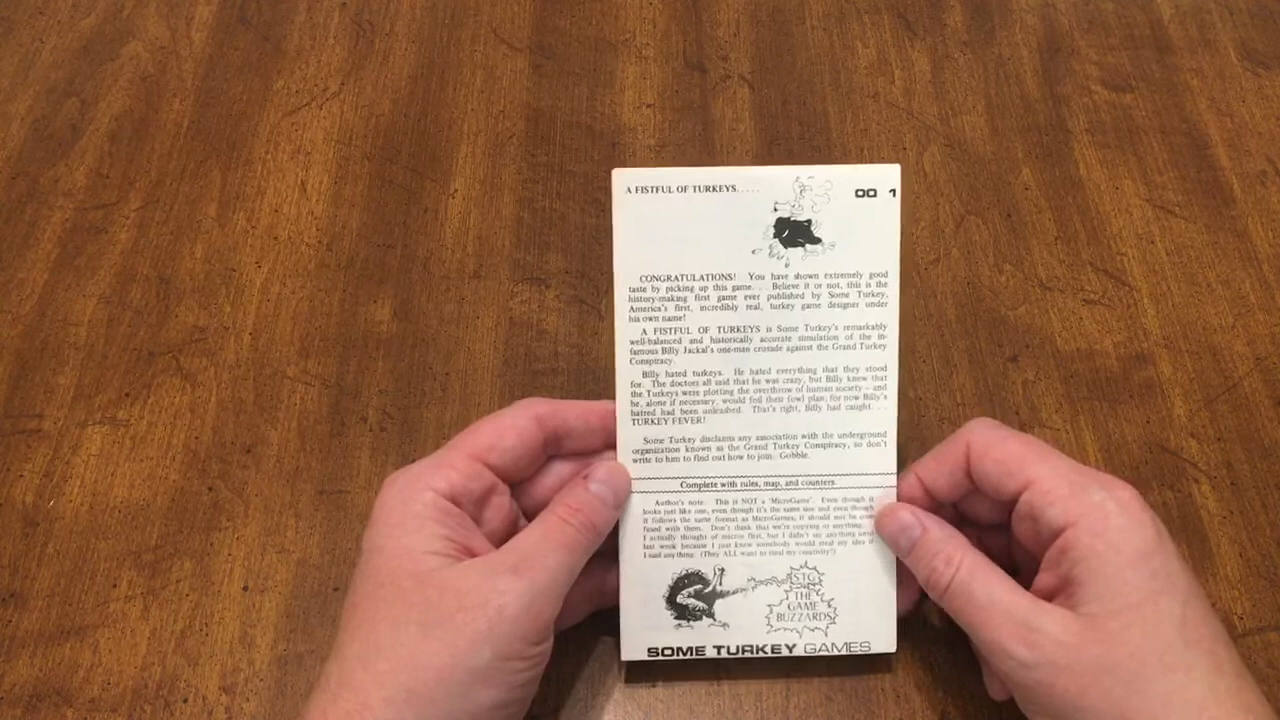 A FISTFUL OF TURKEYS.....
OO 1
CONGRATULATIONS! You have shown extremely good
taste by picking up this game. . . Believe it or not, this is the
history-making first game ever published by Some Turkey,
America's first, incredibly real, turkey game designer under
his own name!
A FISTFUL OF TURKEYS is Some Turkey's remarkably
well-balanced and historically accurate simulation of the in-
famous Billy Jackal's one-man crusade against the Grand Turkey
Conspiracy.
Billy hated turkeys. He hated everything that they stood
for. The doctors all said that he was crazy, but Billy knew that
the Turkeys were plotting the overthrow of human society – and
he, alone if necessary, would foil their fowl plan; for now Billy's
hatred had been unleashed. That's right, Billy had caught. . .
TURKEY FEVER!
Some Turkey disclaims any association with the underground
organization known as the Grand Turkey Conspiracy, so don't
write to him to find out how to join. Gobble.
Complete with rules, map, and counters.
Author's note. This is NOT a 'MicroGame'. Even though it
looks just like one, even though it's the same size and even though
it follows the same format as MicroGames, it should not be con-
fused with them. Don't think that we're copying or anything.
I actually thought of micros first, but I didn't say anything until
last week because I just knew somebody would steal my idea if
I said anything. (They ALL want to steal my creativity!)
STG
THE
GAME
BUZZARDS
SOME TURKEY GAMES